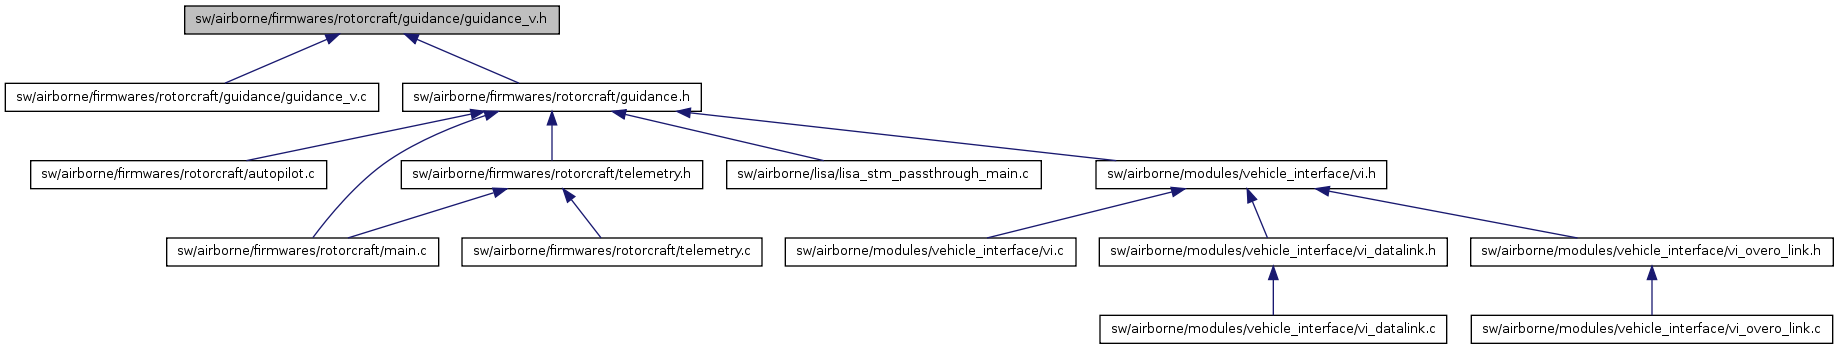 sw/airborne/firmwares/rotorcraft/guidance/guidance_v.h
sw/airborne/firmwares/rotorcraft/guidance/guidance_v.c
sw/airborne/firmwares/rotorcraft/guidance.h
sw/airborne/firmwares/rotorcraft/autopilot.c
sw/airborne/firmwares/rotorcraft/telemetry.h
sw/airborne/lisa/lisa_stm_passthrough_main.c
sw/airborne/modules/vehicle_interface/vi.h
sw/airborne/firmwares/rotorcraft/main.c
sw/airborne/firmwares/rotorcraft/telemetry.c
sw/airborne/modules/vehicle_interface/vi.c
sw/airborne/modules/vehicle_interface/vi_datalink.h
sw/airborne/modules/vehicle_interface/vi_overo_link.h
sw/airborne/modules/vehicle_interface/vi_datalink.c
sw/airborne/modules/vehicle_interface/vi_overo_link.c